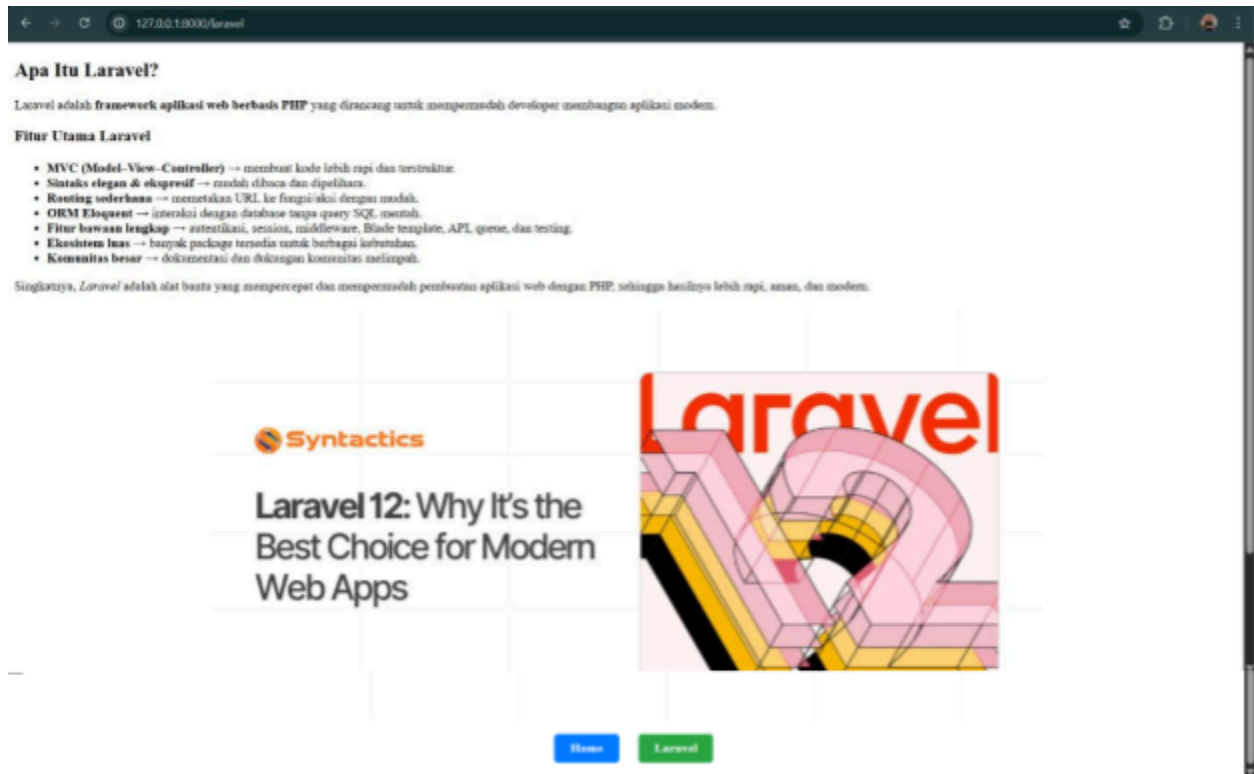 127.0.0.1:8000/laravel
Apa Itu Laravel?
Laravel adalah framework aplikasi web berbasis PHP yang dirancang untuk mempermudah developer membangun aplikasi modern.
Fitur Utama Laravel
• MVC (Model–View–Controller) → membuat kode lebih rapi dan terstruktur.
• Sintaks elegan & ekspresif → mudah dibaca dan dipelihara.
• Routing sederhana → memetakan URL ke fungsi/aksi dengan mudah.
• ORM Eloquent → interaksi dengan database tanpa query SQL mentah.
• Fitur bawaan lengkap → autentikasi, session, middleware, Blade template, API, queue, dan testing.
• Ekosistem luas → banyak package tersedia untuk berbagai kebutuhan.
• Komunitas besar → dokumentasi dan dukungan komunitas melimpah.
Singkatnya, Laravel adalah alat bantu yang mempercepat dan mempermudah pembuatan aplikasi web dengan PHP, sehingga hasilnya lebih rapi, aman, dan modern.
Laravel
Syntactics
Laravel 12: Why It's the
Best Choice for Modern
Web Apps
Home
Laravel